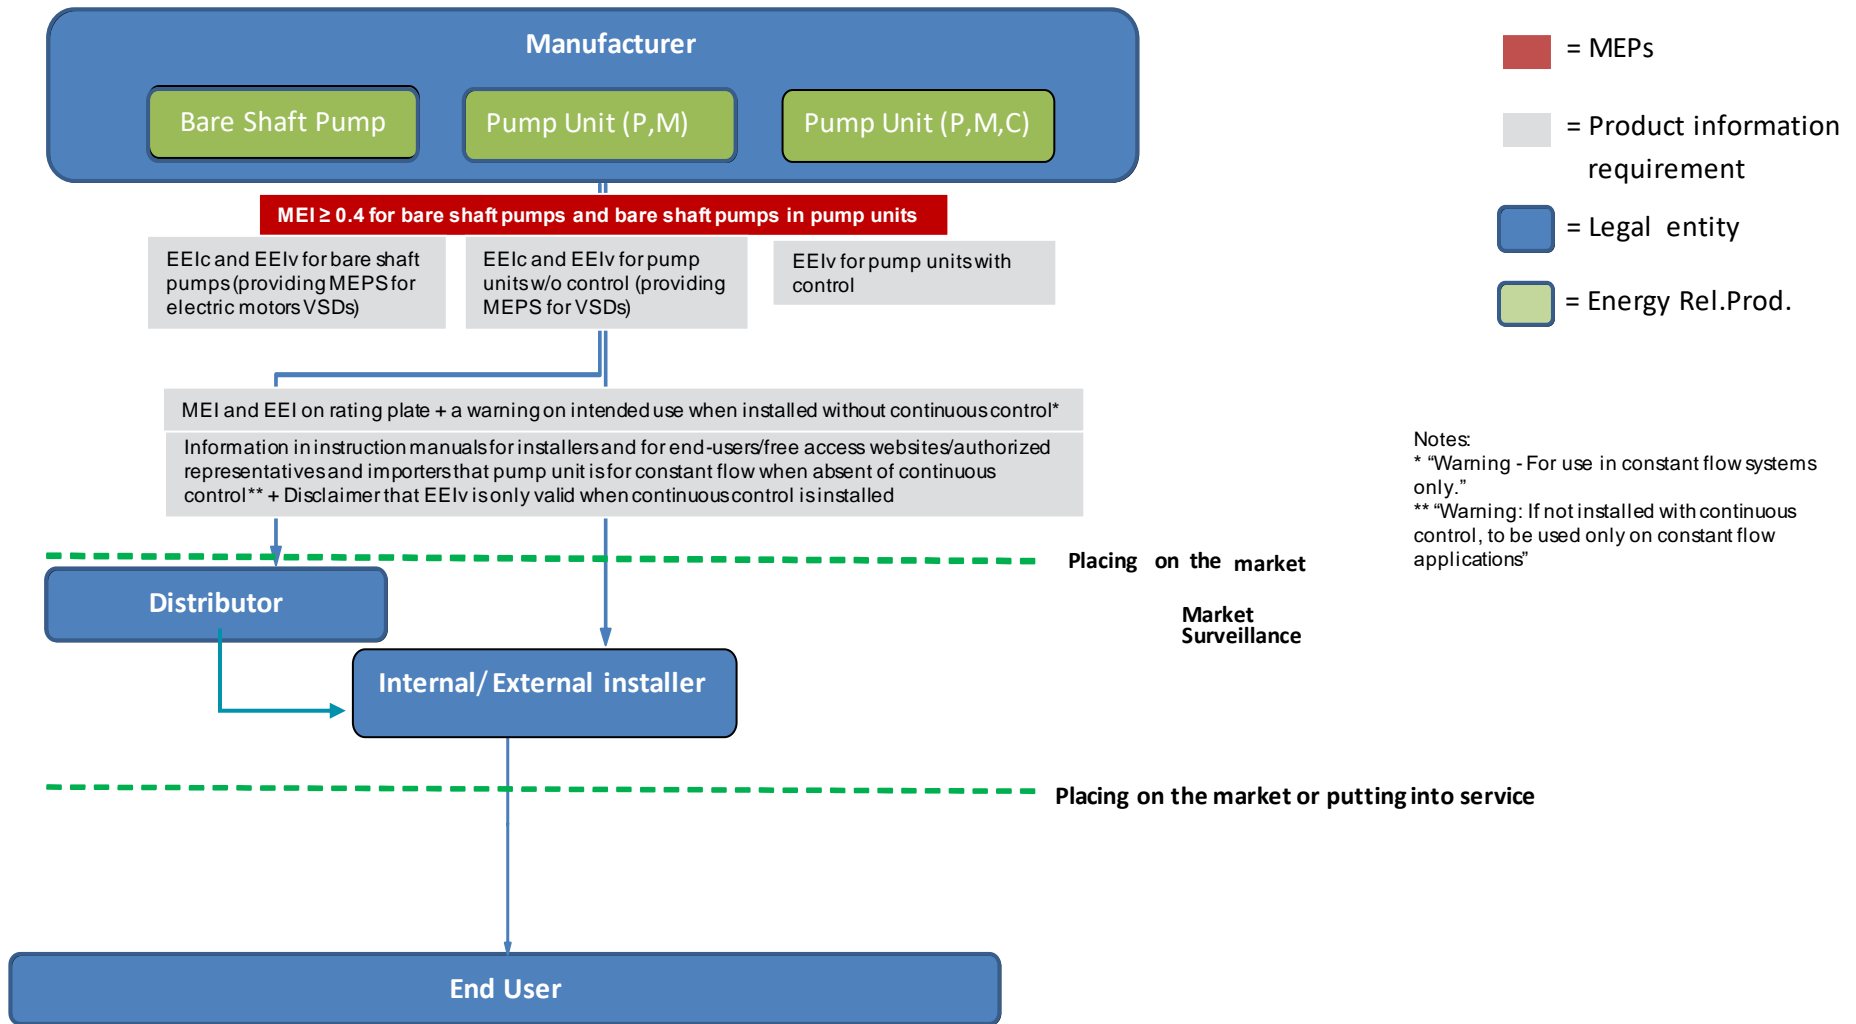 Manufacturer
Bare Shaft Pump
Pump Unit (P,M)
Pump Unit (P,M,C)
MEI ≥ 0.4 for bare shaft pumps and bare shaft pumps in pump units
EEIc and EEIv for bare shaft
pumps (providing MEPS for
electric motors VSDs)
EEIc and EEIv for pump
units w/o control (providing
MEPS for VSDs)
EEIv for pump units with
control
MEI and EEI on rating plate + a warning on intended use when installed without continuous control*
Information in instruction manuals for installers and for end-users/free access websites/authorized
representatives and importers that pump unit is for constant flow when absent of continuous
control** + Disclaimer that EEIv is only valid when continuous control is installed
Placing on the market
Distributor
Market
Surveillance
Internal/External installer
Placing on the market or putting into service
End User
= MEPs
= Product information
requirement
= Legal entity
= Energy Rel.Prod.
Notes:
* “Warning - For use in constant flow systems
only.”
** “Warning: If not installed with continuous
control, to be used only on constant flow
applications”